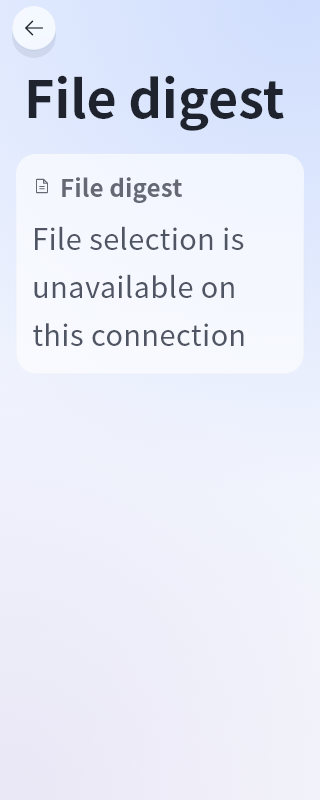 File digest
File digest
File selection is
unavailable on
this connection